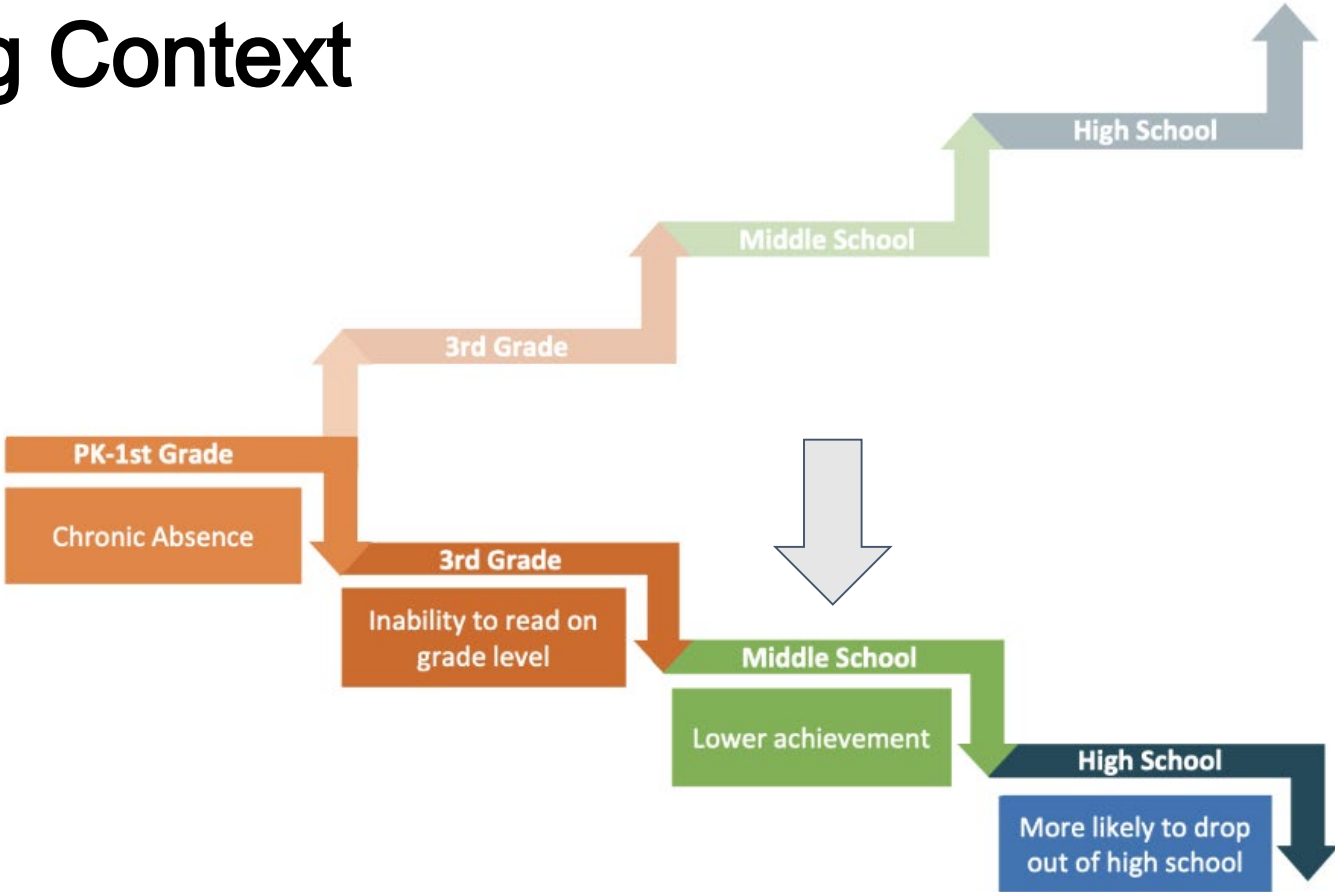 g Context
High School
Middle School
3rd Grade
PK-1st Grade
Chronic Absence
3rd Grade
Inability to read on
grade level
Middle School
Lower achievement
High School
More likely to drop
out of high school